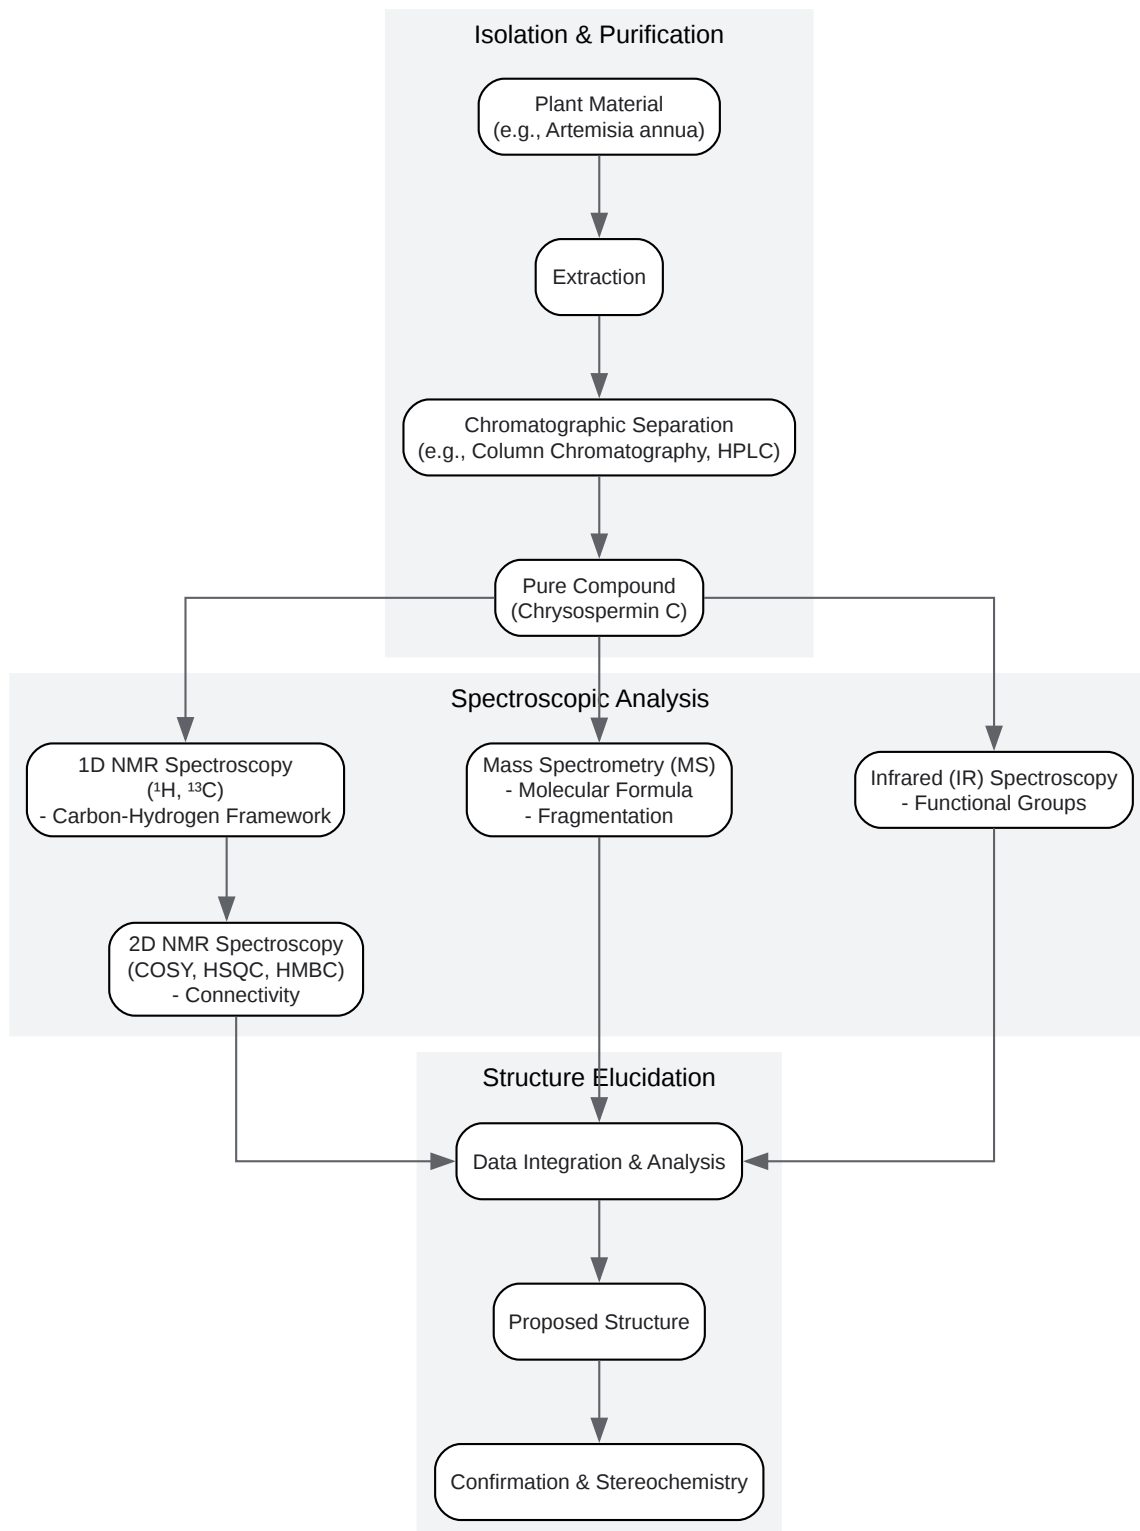 Isolation & Purification
Plant Material
(e.g., Artemisia annua)
Extraction
Chromatographic Separation
(e.g., Column Chromatography, HPLC)
Pure Compound
(Chrysospermin C)
Spectroscopic Analysis
1D NMR Spectroscopy
(¹H, ¹³C)
- Carbon-Hydrogen Framework
Mass Spectrometry (MS)
- Molecular Formula
- Fragmentation
Infrared (IR) Spectroscopy
- Functional Groups
2D NMR Spectroscopy
(COSY, HSQC, HMBC)
- Connectivity
Structure Elucidation
Data Integration & Analysis
Proposed Structure
Confirmation & Stereochemistry